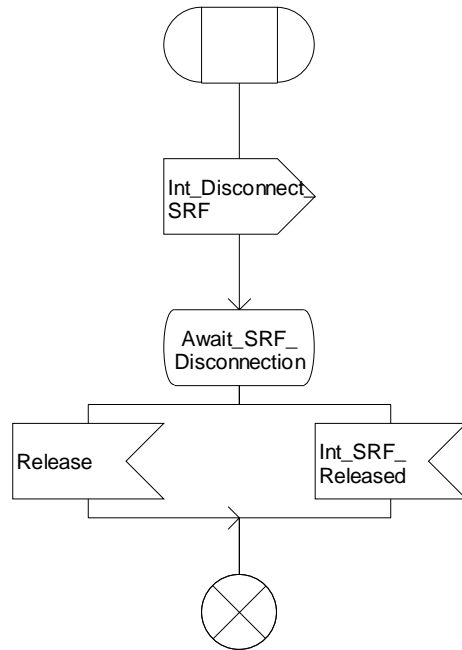 Int_Disconnect_
SRF
Await_SRF_
Disconnection
Release
Int_SRF_
Released